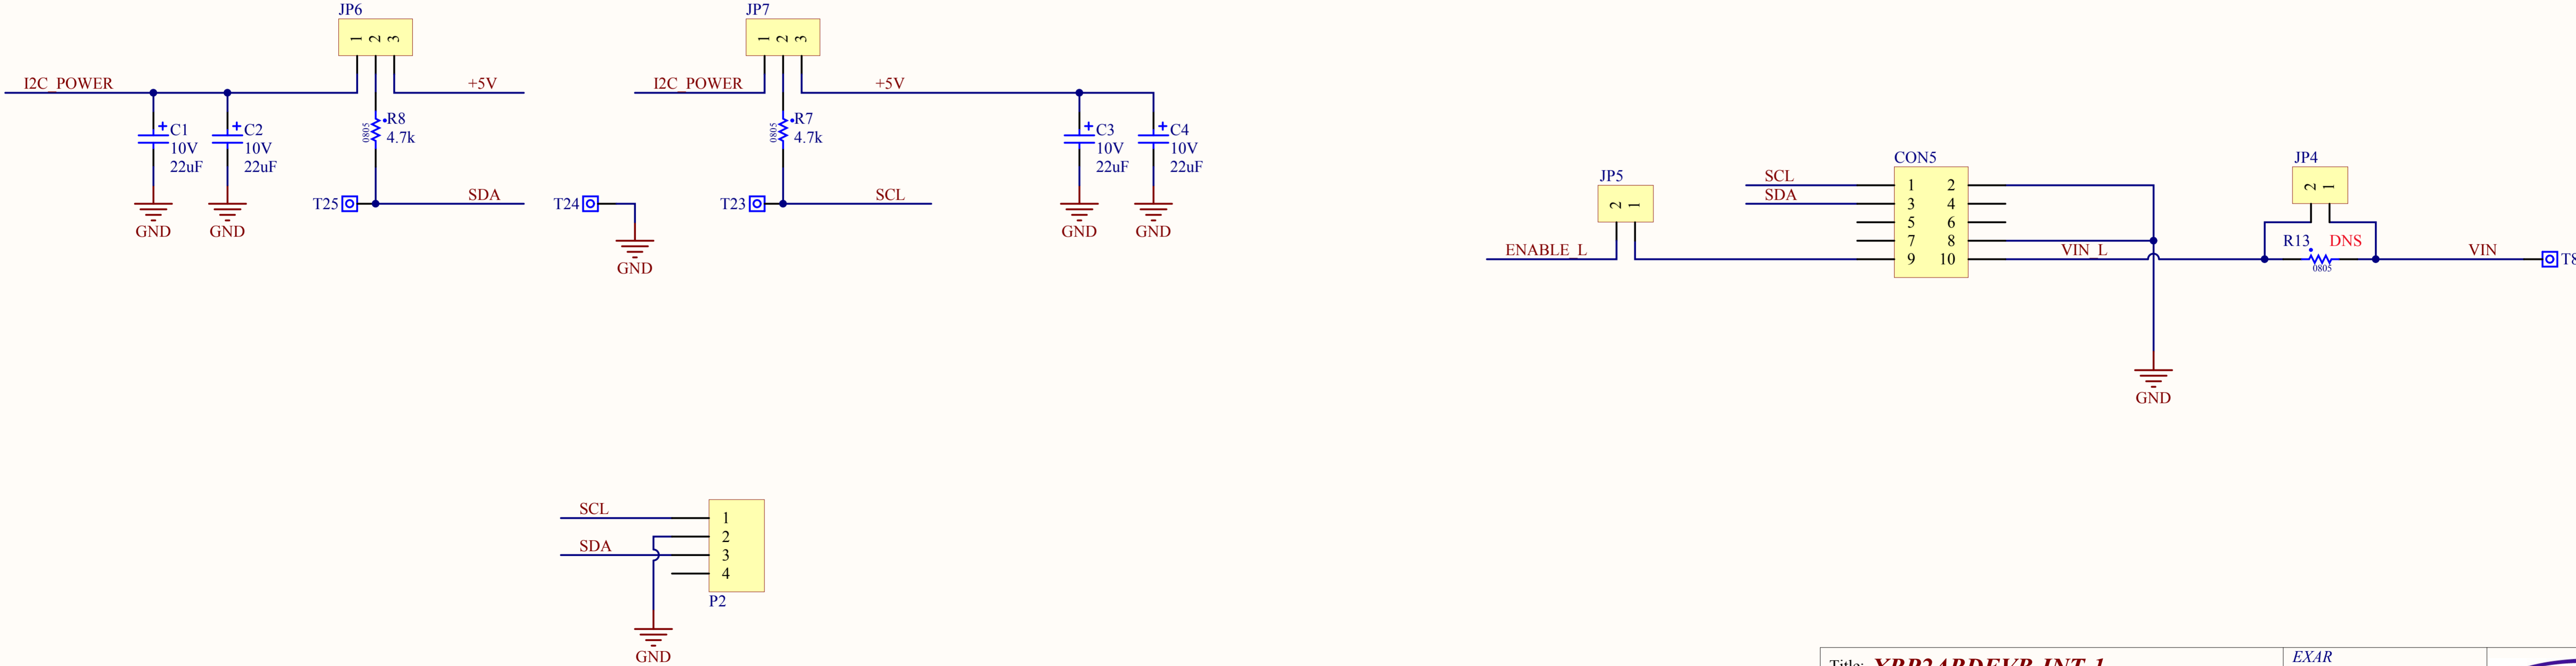 JP6
1 2 3
I2C_POWER
+5V
C1
10V
22uF
C2
10V
22uF
0805
R8
4.7k
GND
GND
T25
SDA
T24
GND
JP7
1 2 3
I2C_POWER
+5V
0805
R7
4.7k
T23
SCL
C3
10V
22uF
C4
10V
22uF
GND
GND
JP5
2 1
ENABLE_L
CON5
SCL
SDA
1 2
3 4
5 6
7 8
9 10
VIN_L
JP4
2 1
R13 DNS
0805
VIN
GND
SCL
SDA
1
2
3
4
P2
GND
EXAR